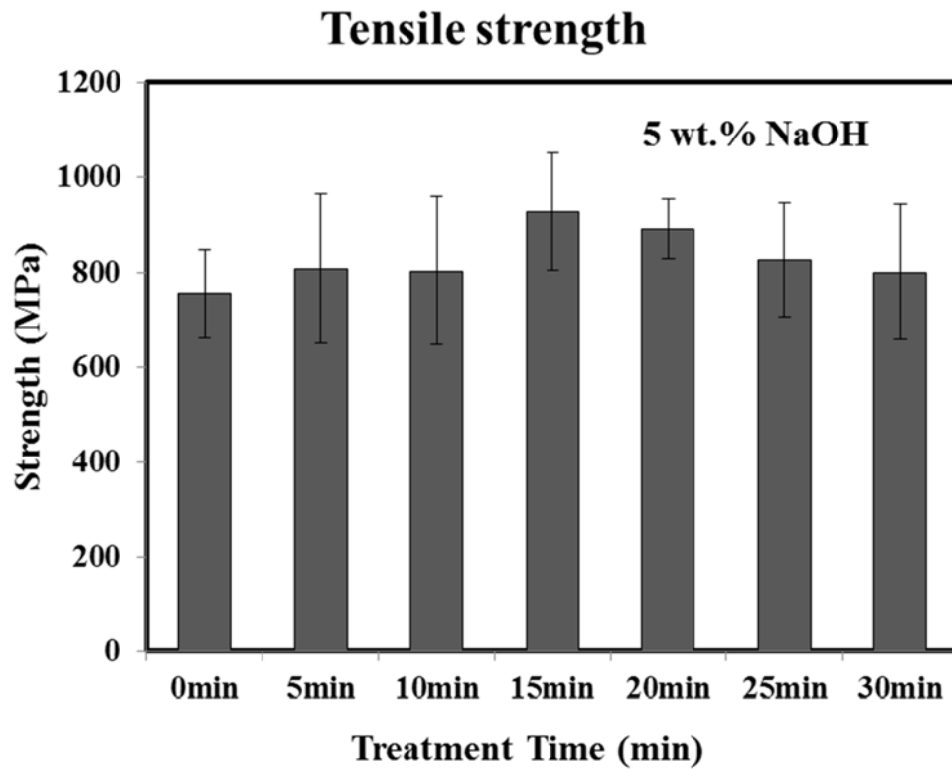 Tensile strength
1200
5 wt.% NaOH
1000
800
600
400
200
0
Strength (MPa)
0min 5min 10min 15min 20min 25min 30min
Treatment Time (min)